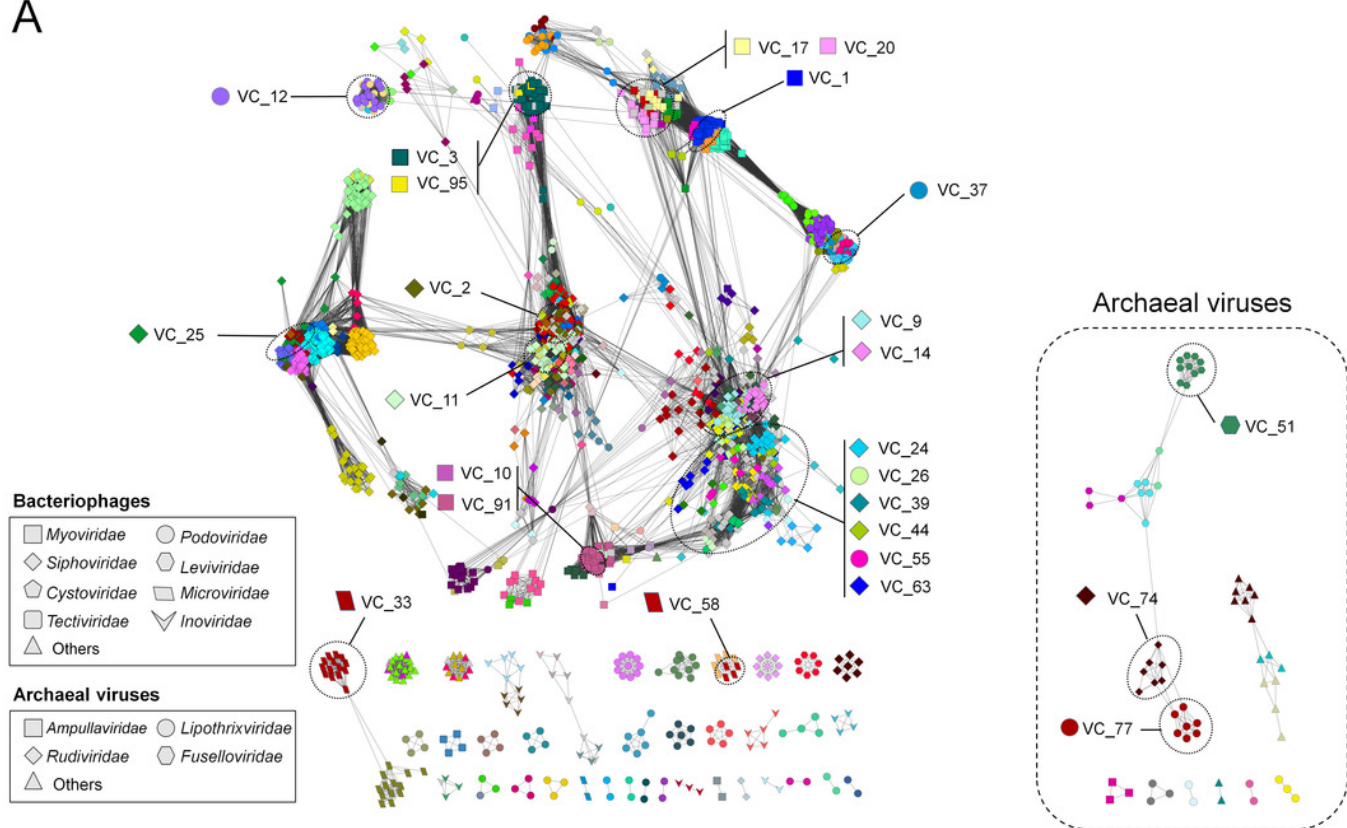 A
VC_17 VC_20
VC_1
VC_12
VC_3
VC_95
VC_37
VC_2
VC_25
VC_9
VC_14
VC_11
VC_24
VC_26
VC_39
VC_44
VC_55
VC_63
VC_10
VC_91
VC_33
VC_58
Bacteriophages
Myoviridae Podoviridae
Siphoviridae Leviviridae
Cystoviridae Microviridae
Tectiviridae Inoviridae
Others
Archaeal viruses
Ampullaviridae Lipothrixviridae
Rudiviridae Fuselloviridae
Others
Archaeal viruses
VC_51
VC_74
VC_77